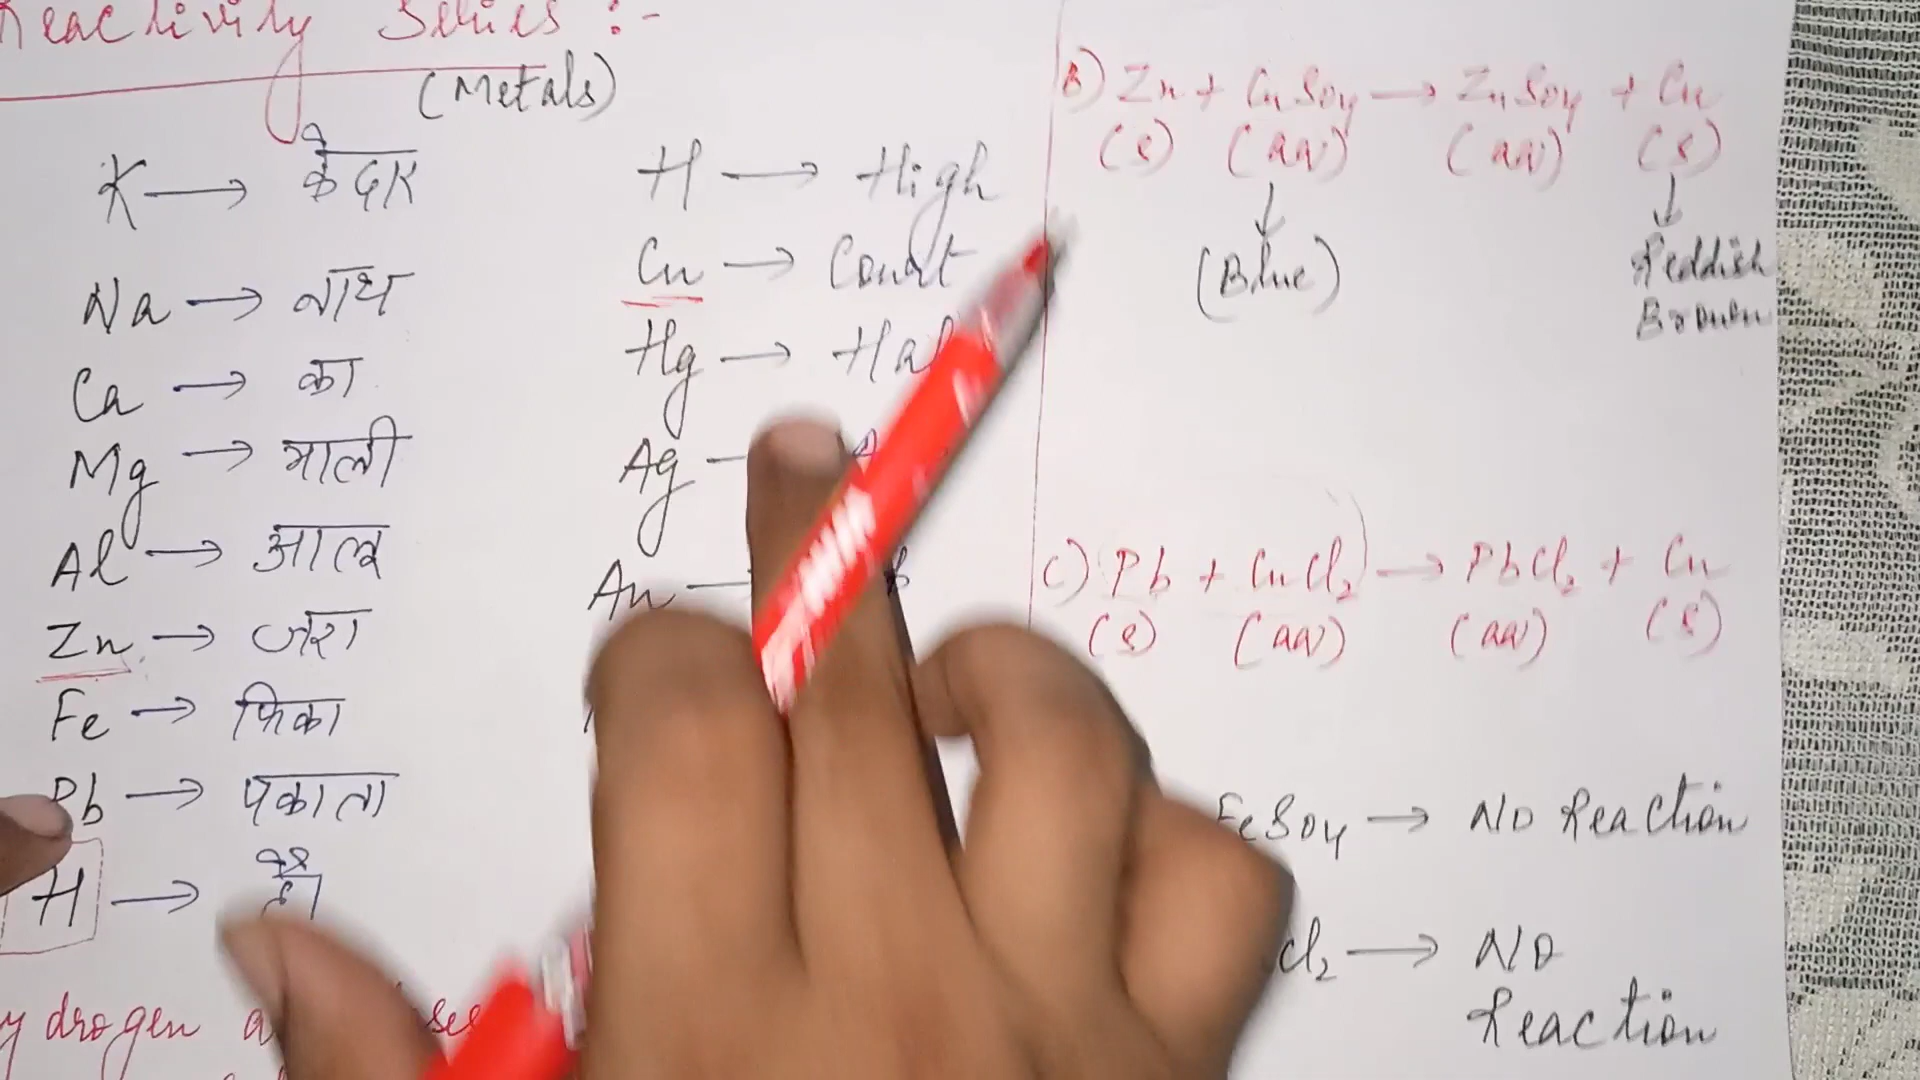 Reactivity Series :-
(Metals)
K → केदार
Na → नाथ
Ca → का
Mg → माली
Al → आलू
Zn → जरा
Fe → फिका
Pb → पकाता
H → है।
H → High
Cu → Court
Hg →
Ag
Au
B) Zn + CuSO4 → ZnSO4 + Cu
(s) (aq) (aq) (s)
↓ ↓
(Blue) Reddish
Brown
C) Pb + CuCl2 → PbCl2 + Cu
(s) (aq) (aq) (s)
FeSO4 → NO Reaction
Cl2 → NO
Reaction